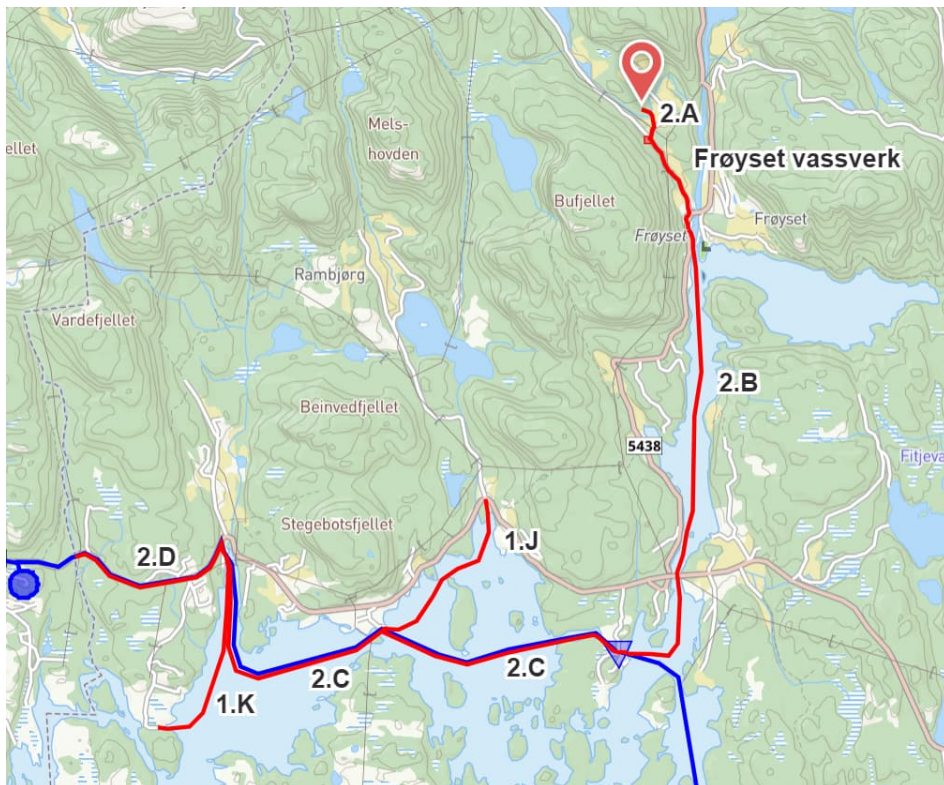 ellet
Mels-
hovden
2.A
Frøyset vassverk
Bufjellet
Frøyset
Frøyset
Rambjørg
Vardefjellet
2.B
Beinvedfjellet
5438
Fitjeva
Stegebotsfjellet
1.J
2.D
2.C
2.C
1.K